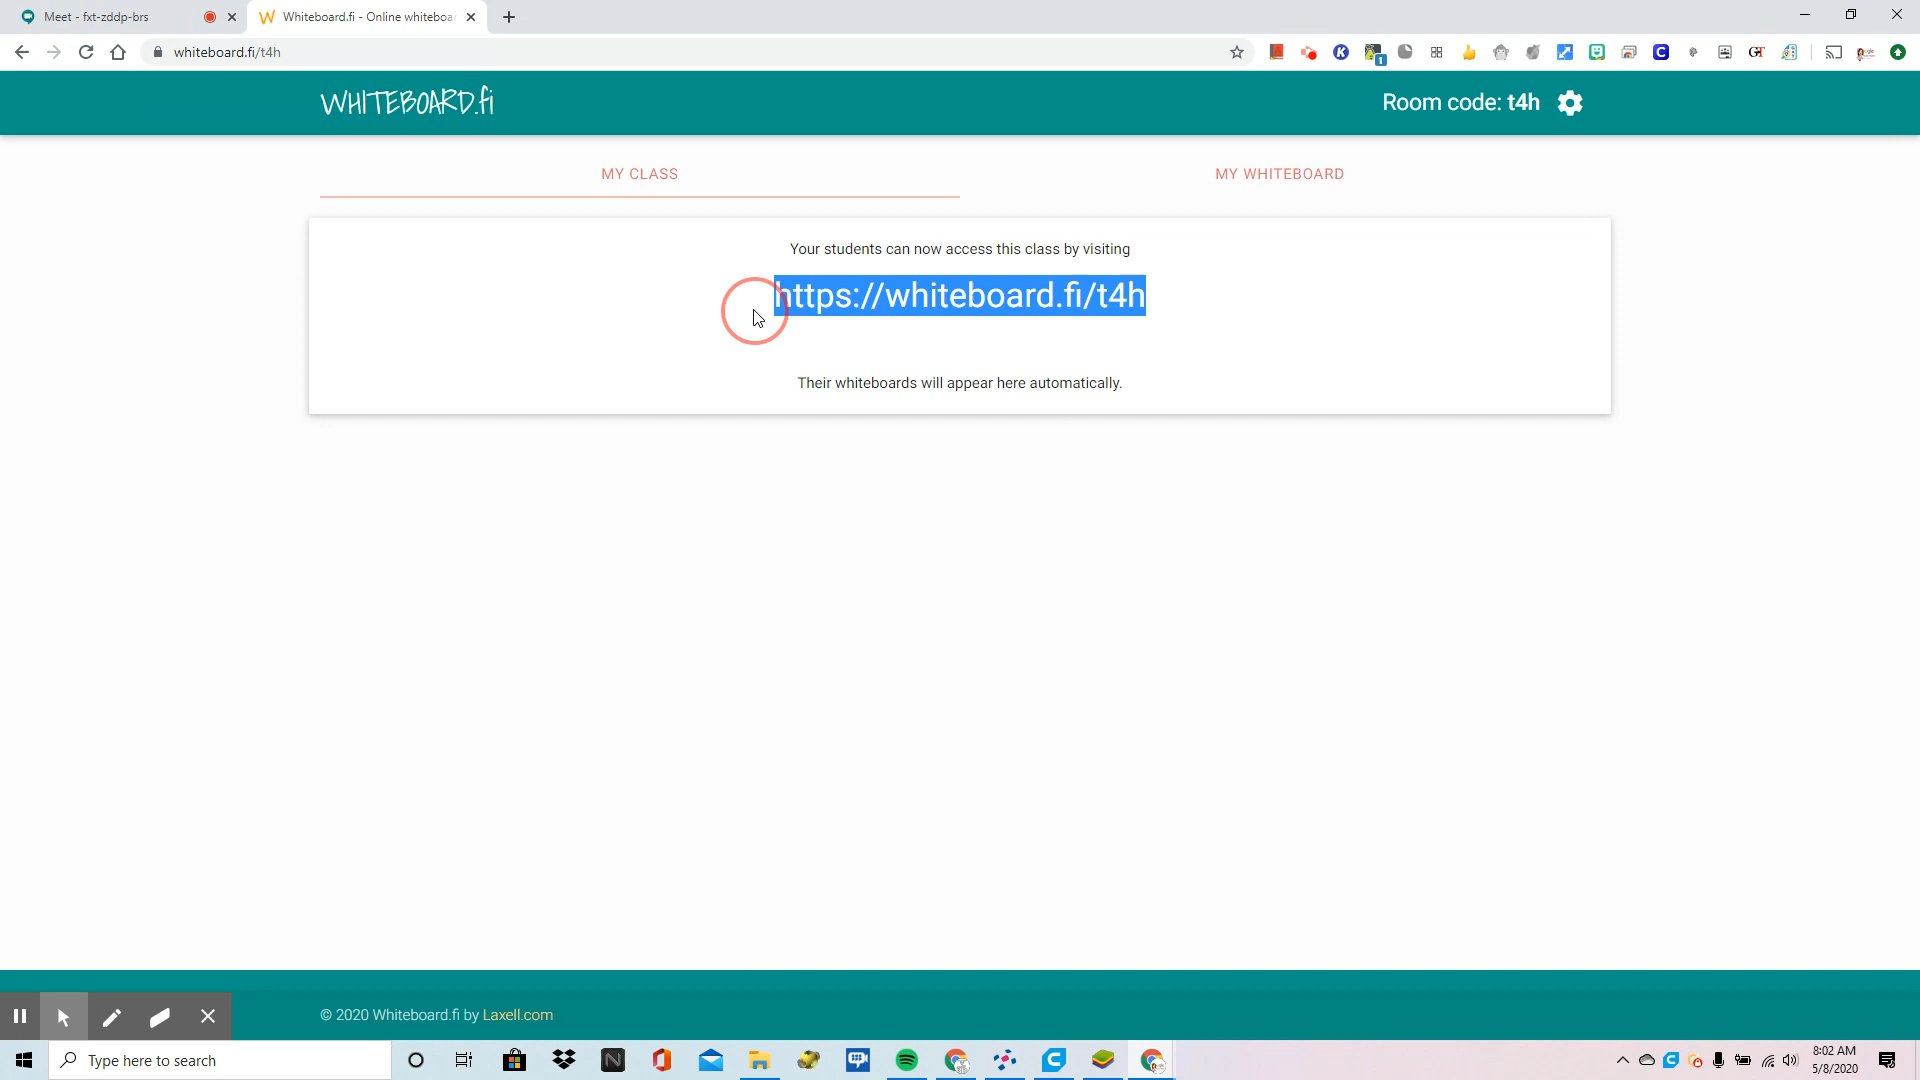 Meet - fxt-zddp-brs
Whiteboard.fi - Online whiteboar
whiteboard.fi/t4h
WHITEBOARD.fi
Room code: t4h
MY CLASS
MY WHITEBOARD
Your students can now access this class by visiting
https://whiteboard.fi/t4h
Their whiteboards will appear here automatically.
© 2020 Whiteboard.fi by Laxell.com
Type here to search
8:02 AM
5/8/2020